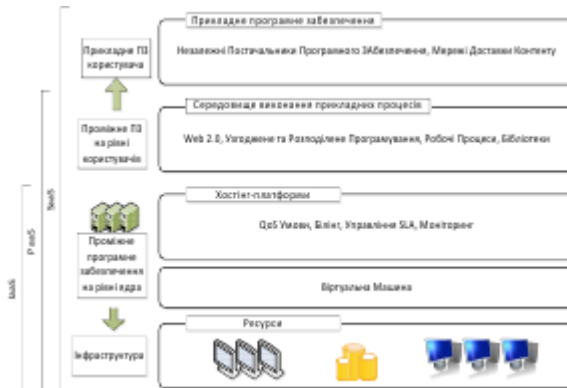 Прикладне програмне забезпечення
Прикладне ПЗ
користувача
Незалежні Постачальники Програмного ЗАбезпечення, Мережі Доставки Контенту
Середовище виконання прикладних процесів
Проміжне ПЗ
на рівні
користувачів
Web 2.0, Узгоджене та Розподілене Програмування, Робочі Процеси, Бібліотеки
SaaS
PaaS
IaaS
Хостінг-платформи
QoS Умови, Білінг, Управління SLA, Моніторинг
Проміжне
програмне
забезпечення
на рівні ядра
Віртуальна Машина
Ресурси
Інфраструктура